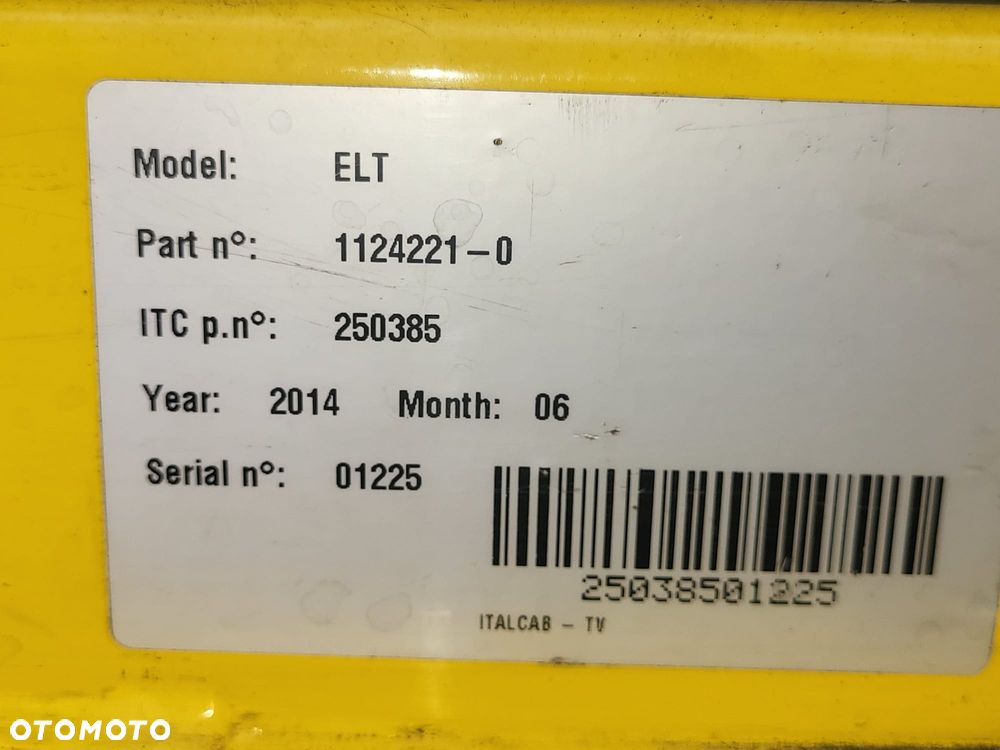 Model: ELT
Part n°: 1124221-0
ITC p.n°: 250385
Year: 2014 Month: 06
Serial n°: 01225
25038501225
ITALCAB - TV
OTOMOTO